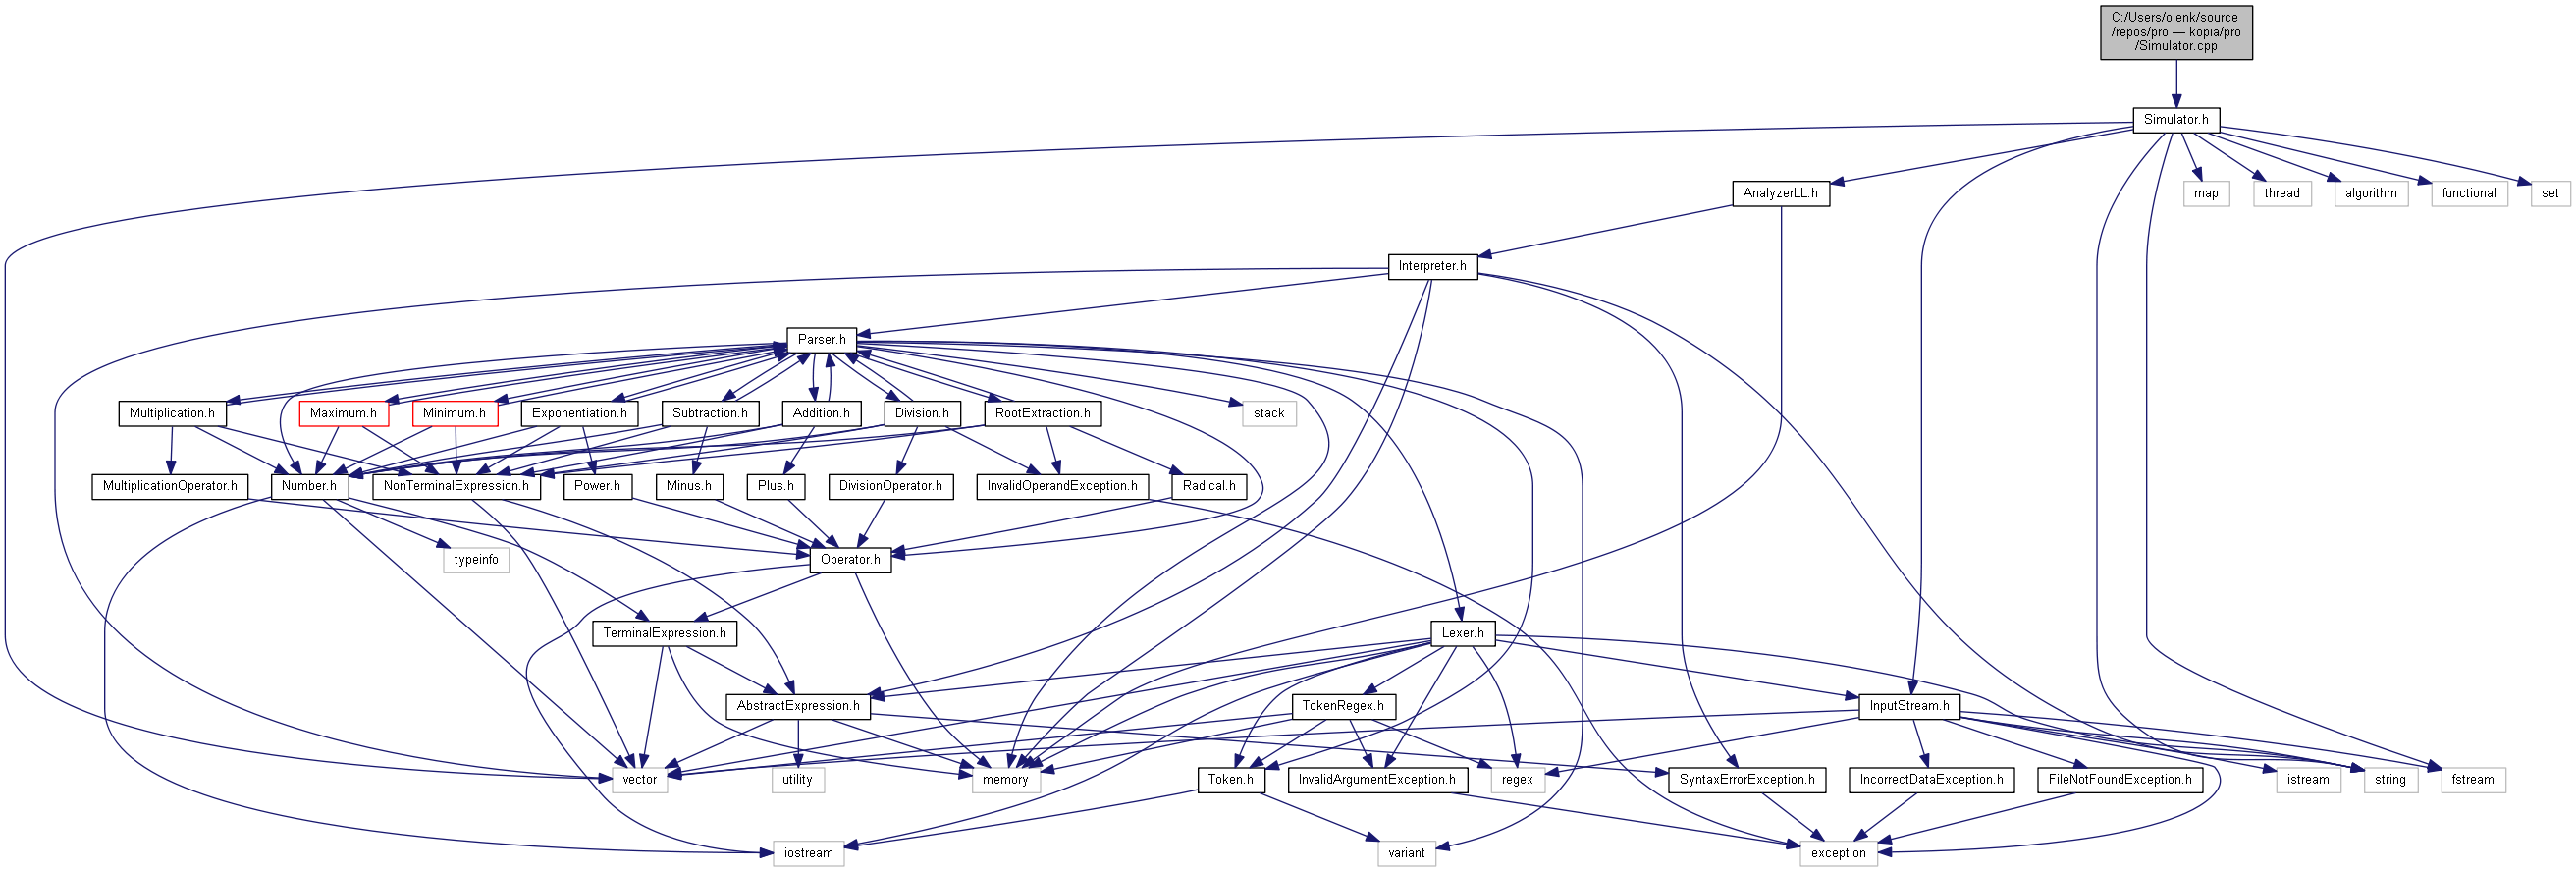 C:/Users/olenk/source
/repos/pro — kopia/pro
/Simulator.cpp
Simulator.h
AnalyzerLL.h
map
thread
algorithm
functional
set
Interpreter.h
Parser.h
Multiplication.h
Maximum.h
Minimum.h
Exponentiation.h
Subtraction.h
Addition.h
Division.h
RootExtraction.h
stack
MultiplicationOperator.h
Number.h
NonTerminalExpression.h
Power.h
Minus.h
Plus.h
DivisionOperator.h
InvalidOperandException.h
Radical.h
typeinfo
Operator.h
TerminalExpression.h
Lexer.h
AbstractExpression.h
TokenRegex.h
InputStream.h
vector
utility
memory
Token.h
InvalidArgumentException.h
regex
SyntaxErrorException.h
IncorrectDataException.h
FileNotFoundException.h
istream
string
fstream
iostream
variant
exception